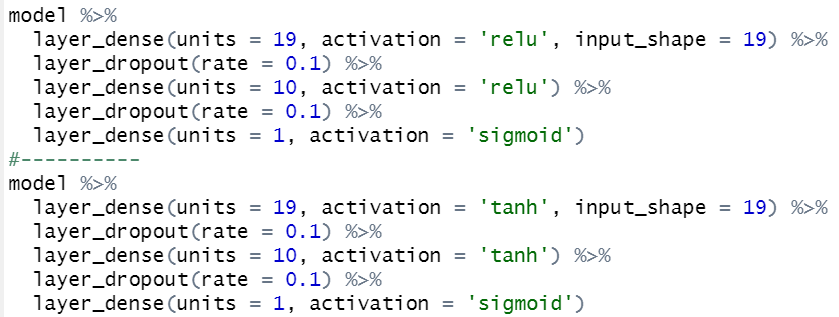 model %>%
  layer_dense(units = 19, activation = 'relu', input_shape = 19) %>%
  layer_dropout(rate = 0.1) %>%
  layer_dense(units = 10, activation = 'relu') %>%
  layer_dropout(rate = 0.1) %>%
  layer_dense(units = 1, activation = 'sigmoid')
#----------
model %>%
  layer_dense(units = 19, activation = 'tanh', input_shape = 19) %>%
  layer_dropout(rate = 0.1) %>%
  layer_dense(units = 10, activation = 'tanh') %>%
  layer_dropout(rate = 0.1) %>%
  layer_dense(units = 1, activation = 'sigmoid')